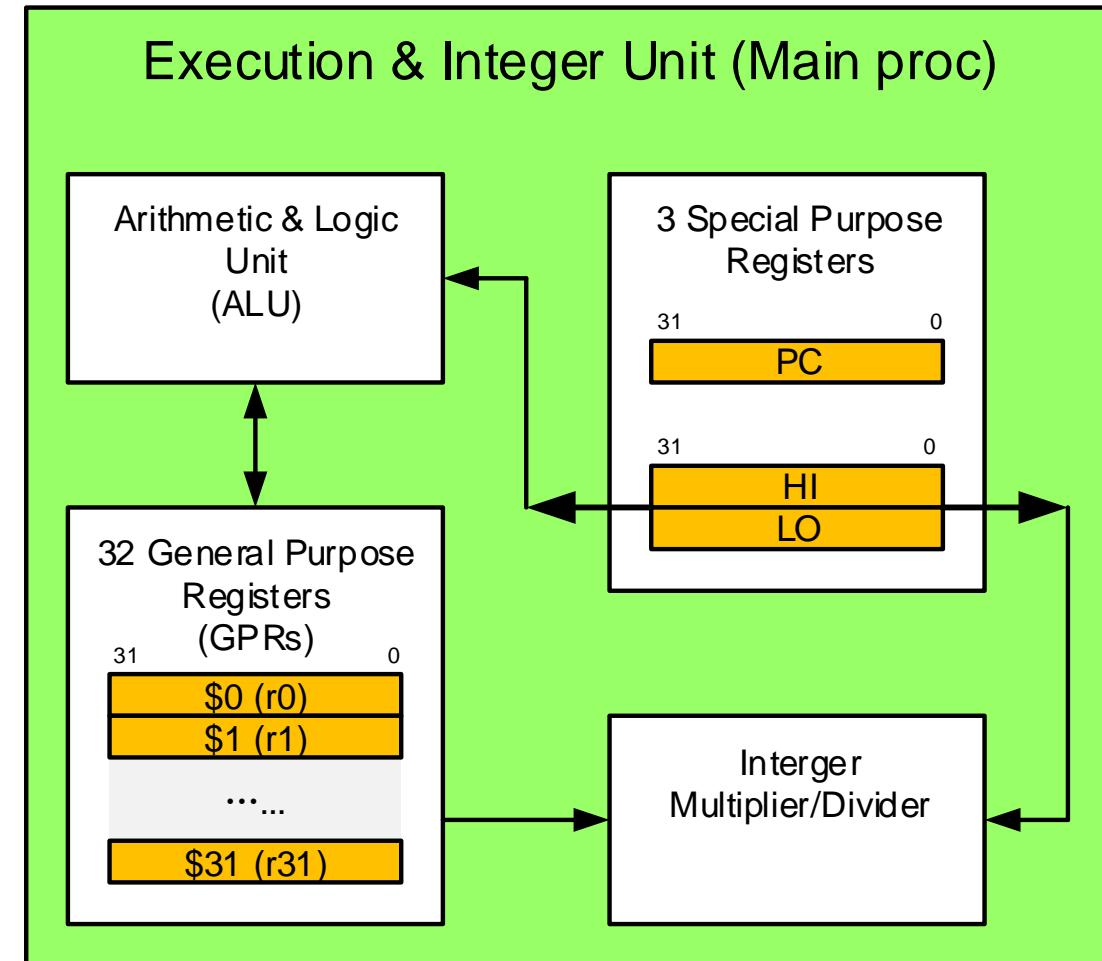 Execution & Integer Unit (Main proc)
Arithmetic & Logic
Unit
(ALU)
3 Special Purpose
Registers
31 0
PC
31 0
HI
LO
32 General Purpose
Registers
(GPRs)
31 0
$0 (r0)
$1 (r1)
......
$31 (r31)
Interger
Multiplier/Divider